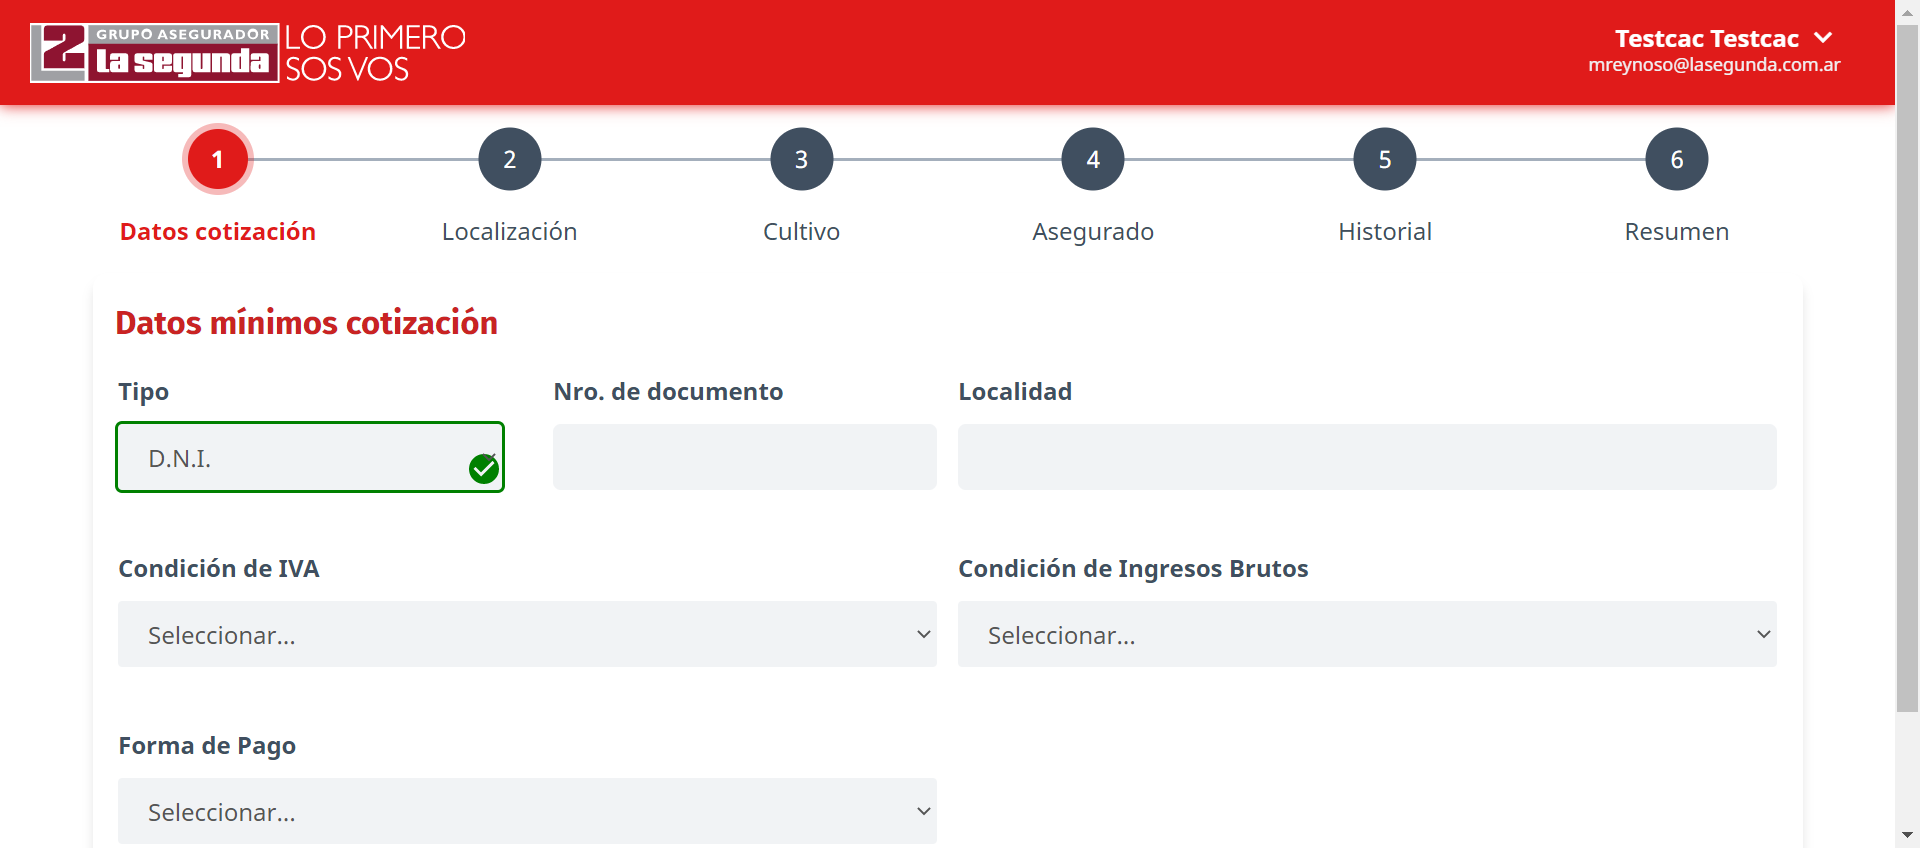 2
GRUPO ASEGURADOR
La segunda
LO PRIMERO
SOS VOS
Testcac Testcac
mreynoso@lasegunda.com.ar
1
2
3
4
5
6
Datos cotización
Localización
Cultivo
Asegurado
Historial
Resumen
Datos mínimos cotización
Tipo
Nro. de documento
Localidad
D.N.I.
Condición de IVA
Condición de Ingresos Brutos
Seleccionar...
Seleccionar...
Forma de Pago
Seleccionar...